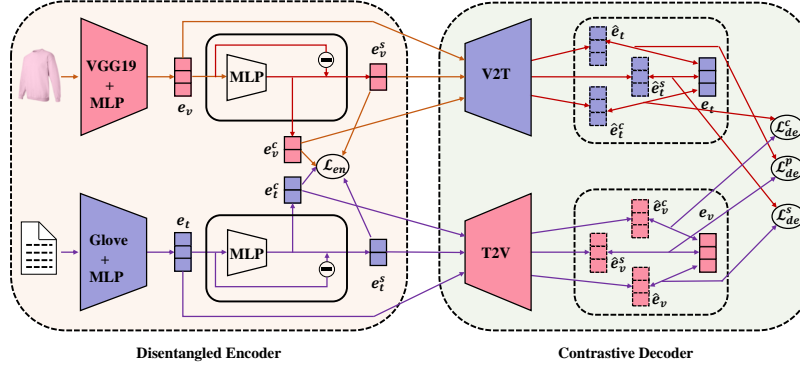 VGG19
+
MLP
e_v
MLP
e_v^s
e_v^c
ℒ_en
e_t^c
Glove
+
MLP
e_t
MLP
e_t^s
V2T
ê_t
ê_t^s
e_t
ê_t^c
T2V
ê_v^c
e_v
ê_v^s
ê_v
ℒ_de^c
ℒ_de^p
ℒ_de^s
Disentangled Encoder
Contrastive Decoder